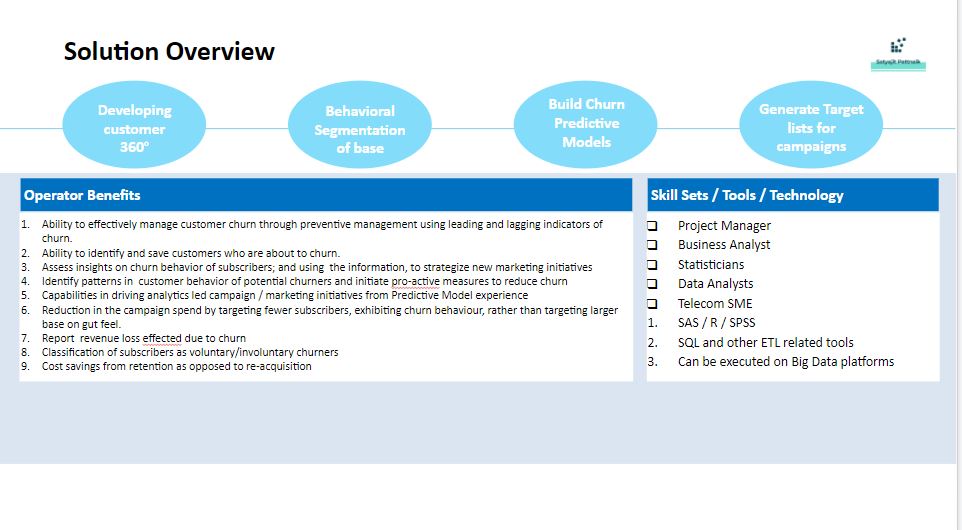 Solution Overview
Satyajit Pattnaik
Developing
customer
360°
Behavioral
Segmentation
of base
Build Churn
Predictive
Models
Generate Target
lists for
campaigns
Operator Benefits
1. Ability to effectively manage customer churn through preventive management using leading and lagging indicators of
churn.
2. Ability to identify and save customers who are about to churn.
3. Assess insights on churn behavior of subscribers; and using the information, to strategize new marketing initiatives
4. Identify patterns in customer behavior of potential churners and initiate pro-active measures to reduce churn
5. Capabilities in driving analytics led campaign / marketing initiatives from Predictive Model experience
6. Reduction in the campaign spend by targeting fewer subscribers, exhibiting churn behaviour, rather than targeting larger
base on gut feel.
7. Report revenue loss effected due to churn
8. Classification of subscribers as voluntary/involuntary churners
9. Cost savings from retention as opposed to re-acquisition
Skill Sets / Tools / Technology
❑ Project Manager
❑ Business Analyst
❑ Statisticians
❑ Data Analysts
❑ Telecom SME
1. SAS / R / SPSS
2. SQL and other ETL related tools
3. Can be executed on Big Data platforms